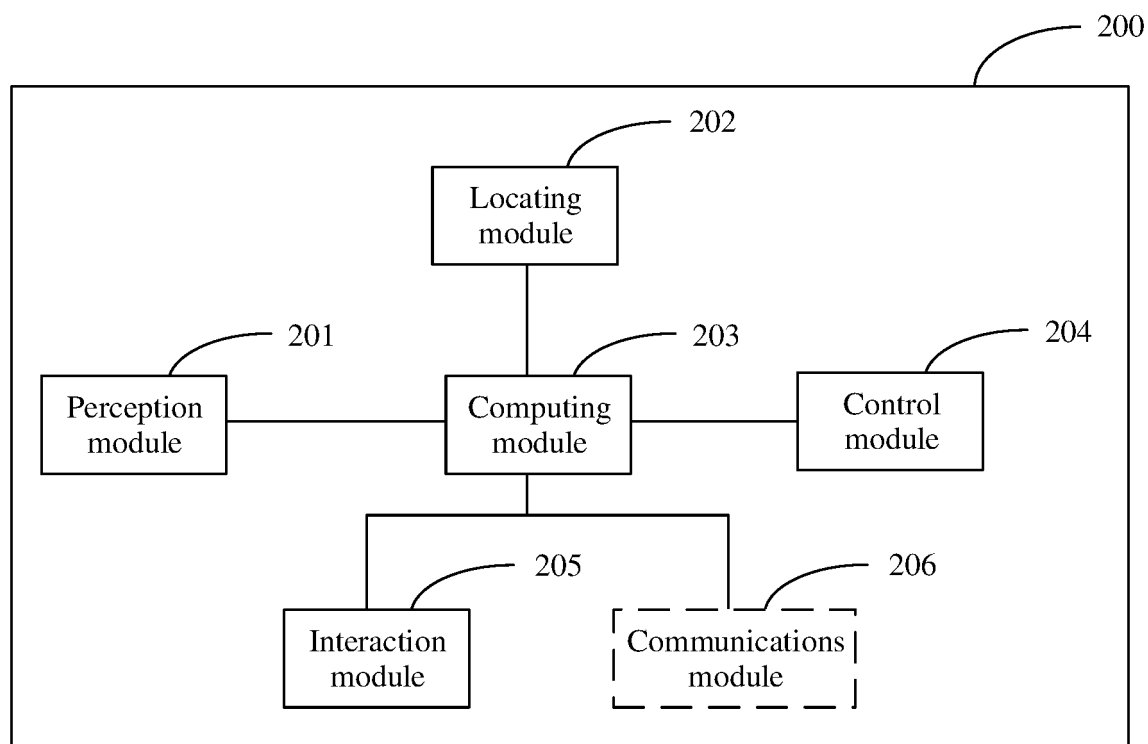 200
202
Locating
module
201
203
204
Perception
module
Computing
module
Control
module
205
206
Interaction
module
Communications
module